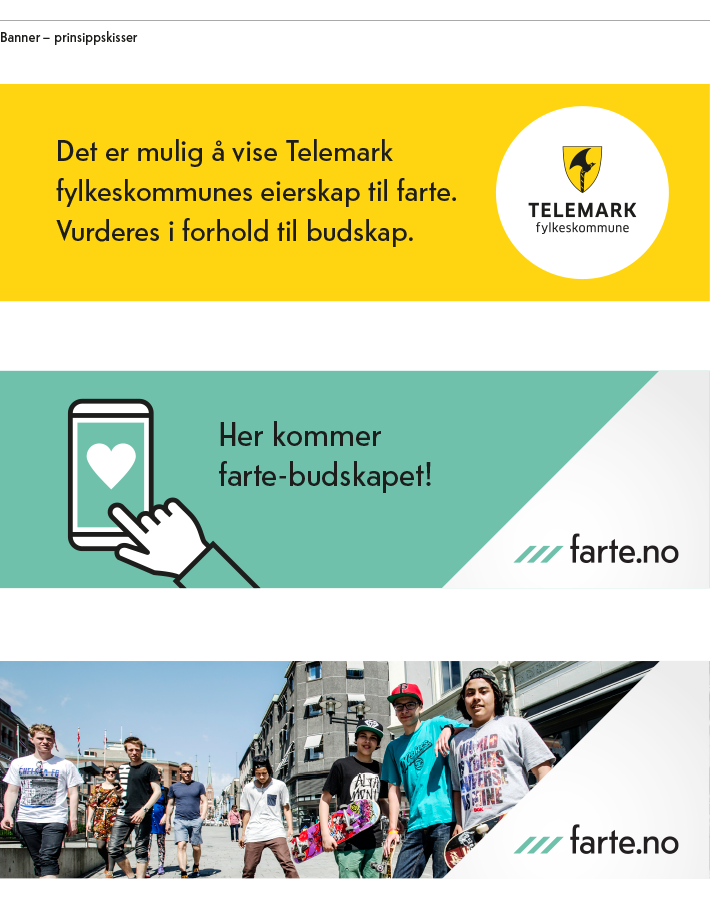 Banner – prinsippskisser
Det er mulig å vise Telemark
fylkeskommunes eierskap til farte.
Vurderes i forhold til budskap.
TELEMARK
fylkeskommune
Her kommer
farte-budskapet!
farte.no
WORLD
farte.no